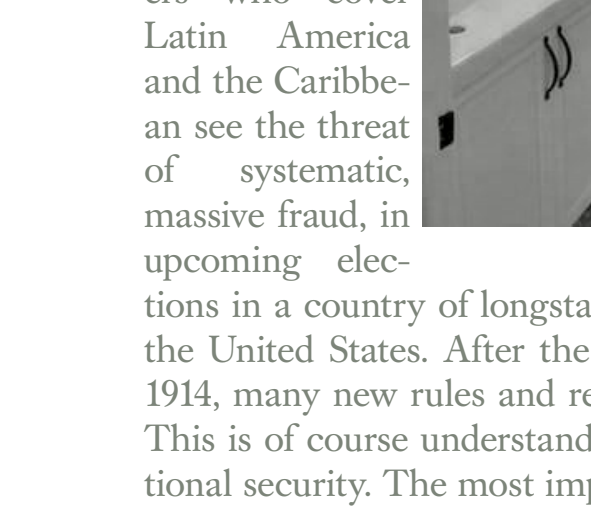 ers who cover
Latin America
and the Caribbe-
an see the threat
of systematic,
massive fraud, in
upcoming elec-
tions in a country of longsta
the United States. After the
1914, many new rules and re
This is of course understand
tional security. The most imp